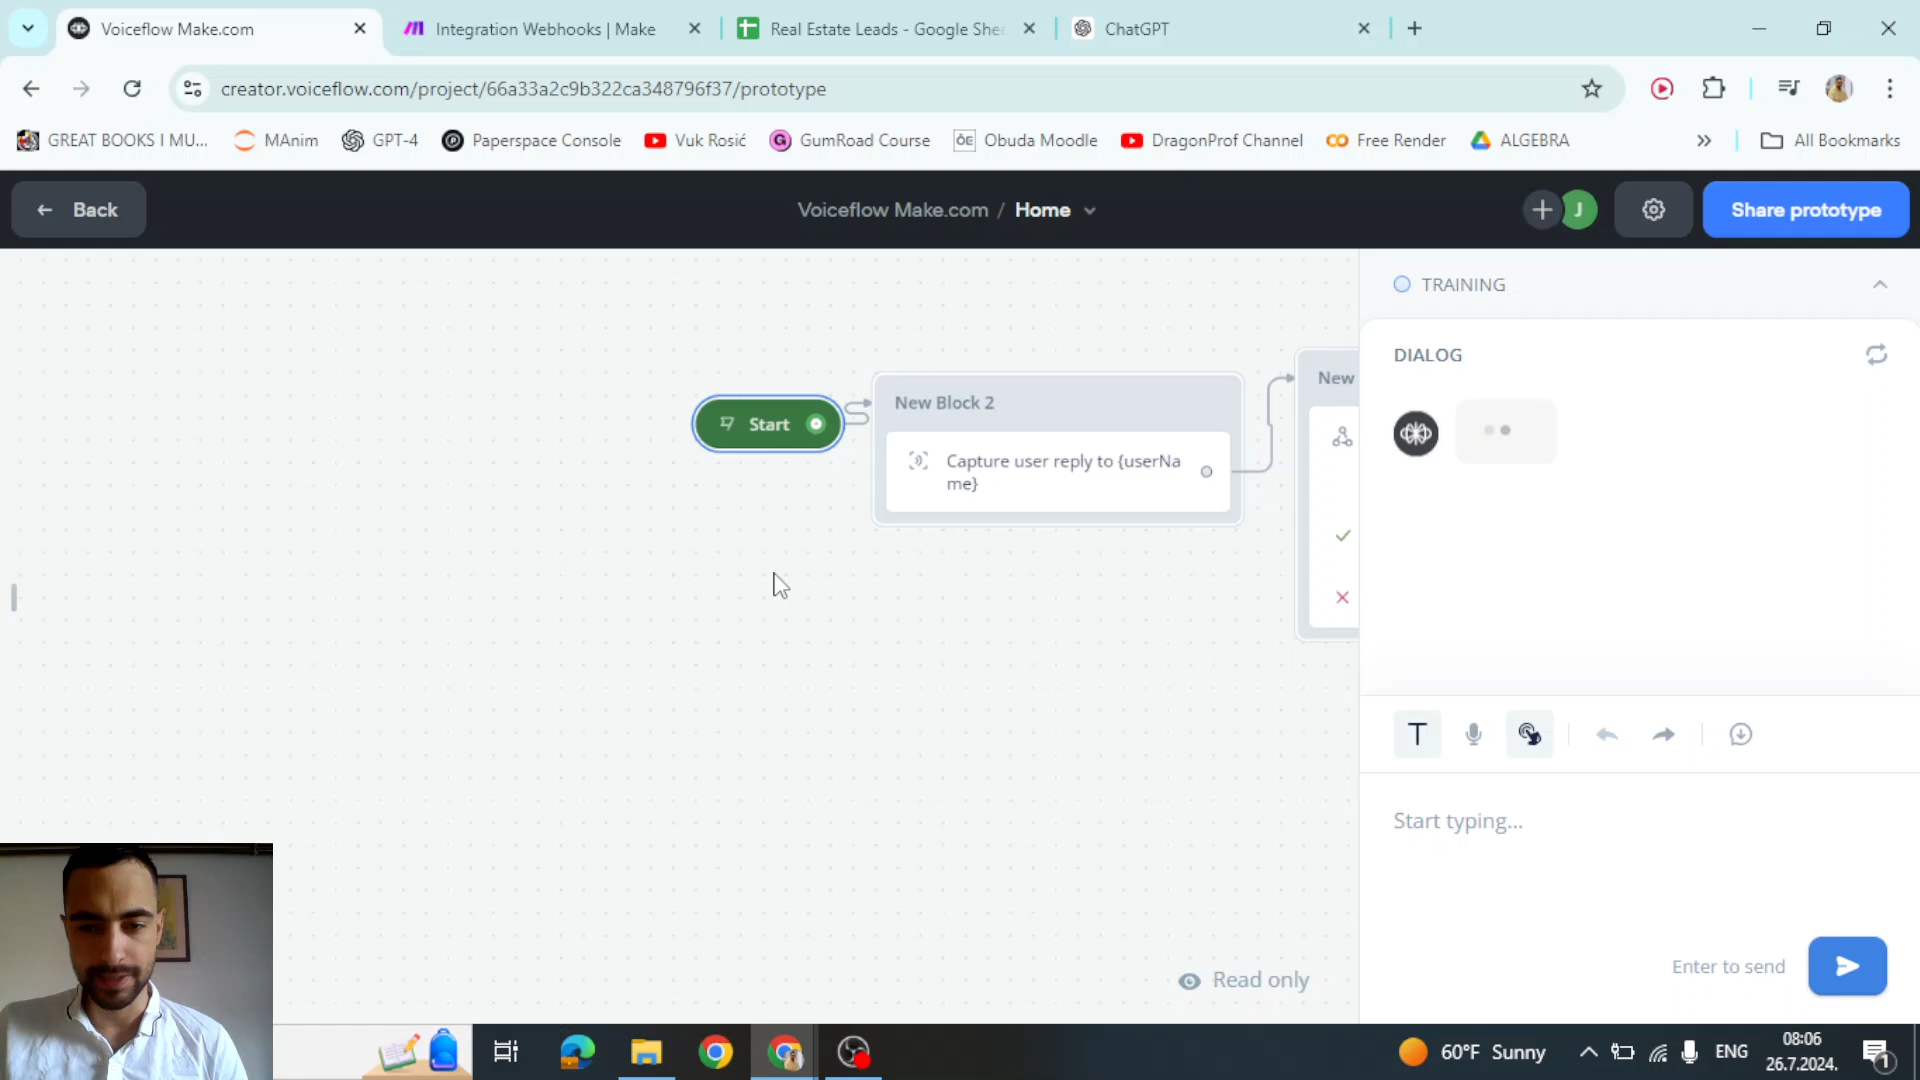 Voiceflow Make.com
Integration Webhooks | Make
Real Estate Leads - Google Shee
ChatGPT
creator.voiceflow.com/project/66a33a2c9b322ca348796f37/prototype
GREAT BOOKS I MU...
MAnim
GPT-4
Paperspace Console
Vuk Rosić
GumRoad Course
Obuda Moodle
DragonProf Channel
Free Render
ALGEBRA
All Bookmarks
Back
Voiceflow Make.com / Home
J
Share prototype
TRAINING
DIALOG
Start
New Block 2
Capture user reply to {userNa
me}
New
T
Start typing...
Enter to send
Read only
60°F Sunny
ENG
08:06
26.7.2024.
1